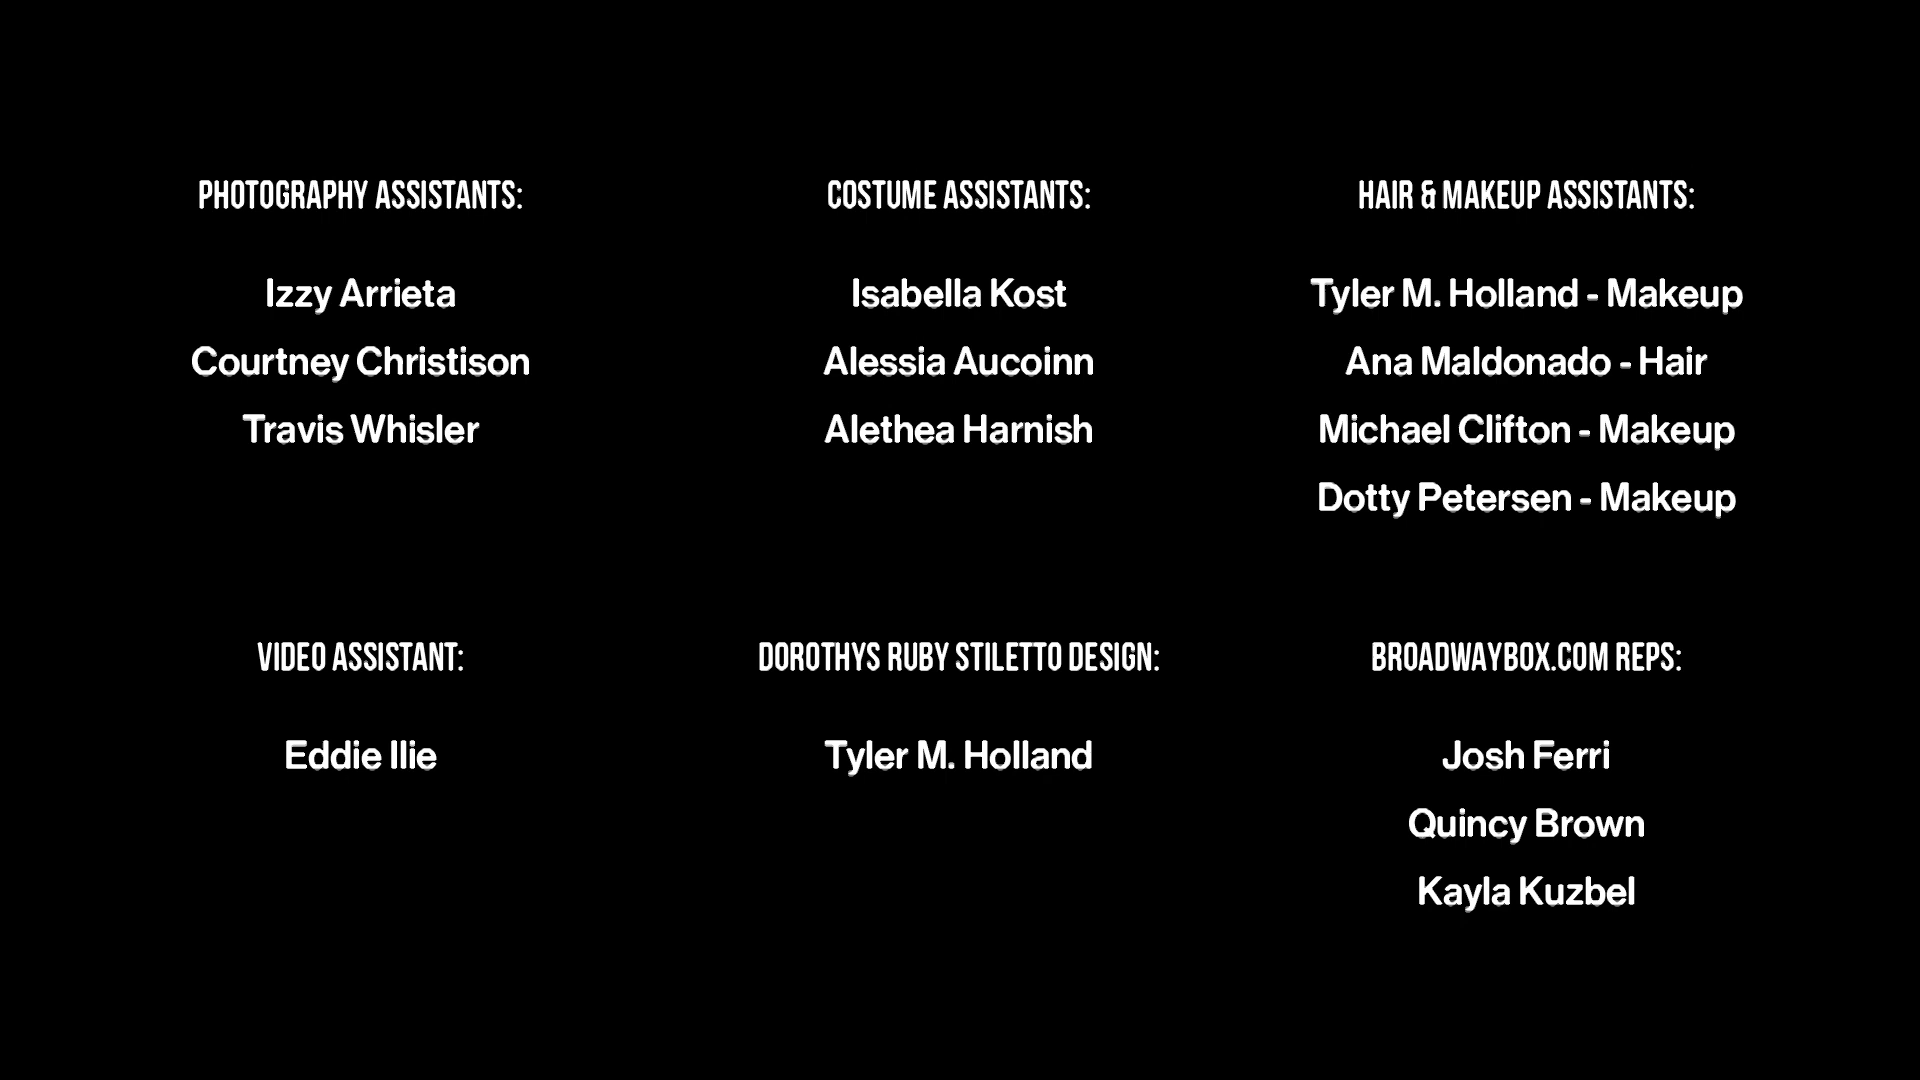 PHOTOGRAPHY ASSISTANTS:
Izzy Arrieta
Courtney Christison
Travis Whisler
COSTUME ASSISTANTS:
Isabella Kost
Alessia Aucoinn
Alethea Harnish
HAIR & MAKEUP ASSISTANTS:
Tyler M. Holland - Makeup
Ana Maldonado - Hair
Michael Clifton - Makeup
Dotty Petersen - Makeup
VIDEO ASSISTANT:
Eddie Ilie
DOROTHYS RUBY STILETTO DESIGN:
Tyler M. Holland
BROADWAYBOX.COM REPS:
Josh Ferri
Quincy Brown
Kayla Kuzbel